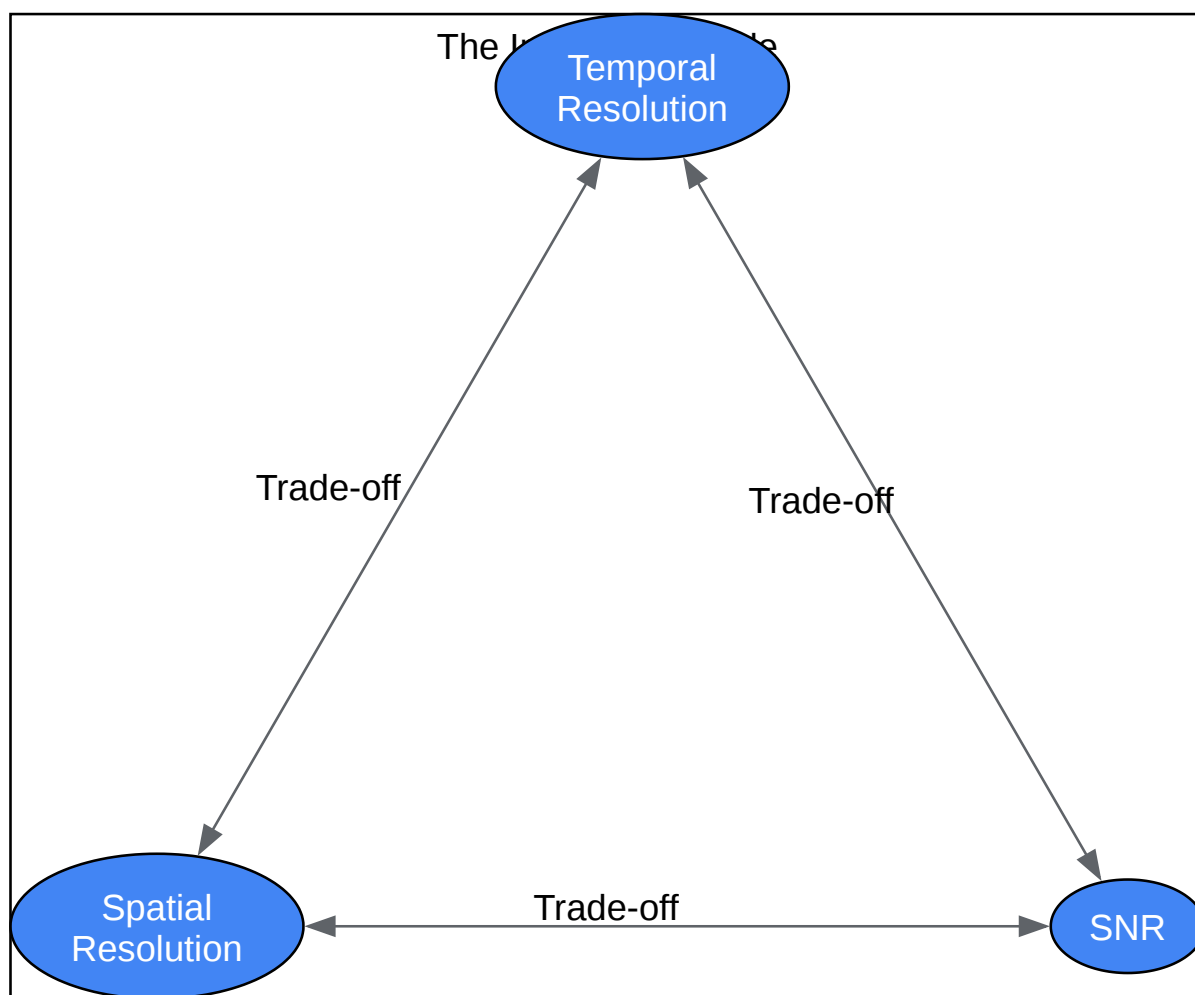 The
Temporal
Resolution
Trade-off
Trade-off
Spatial
Resolution
Trade-off
SNR